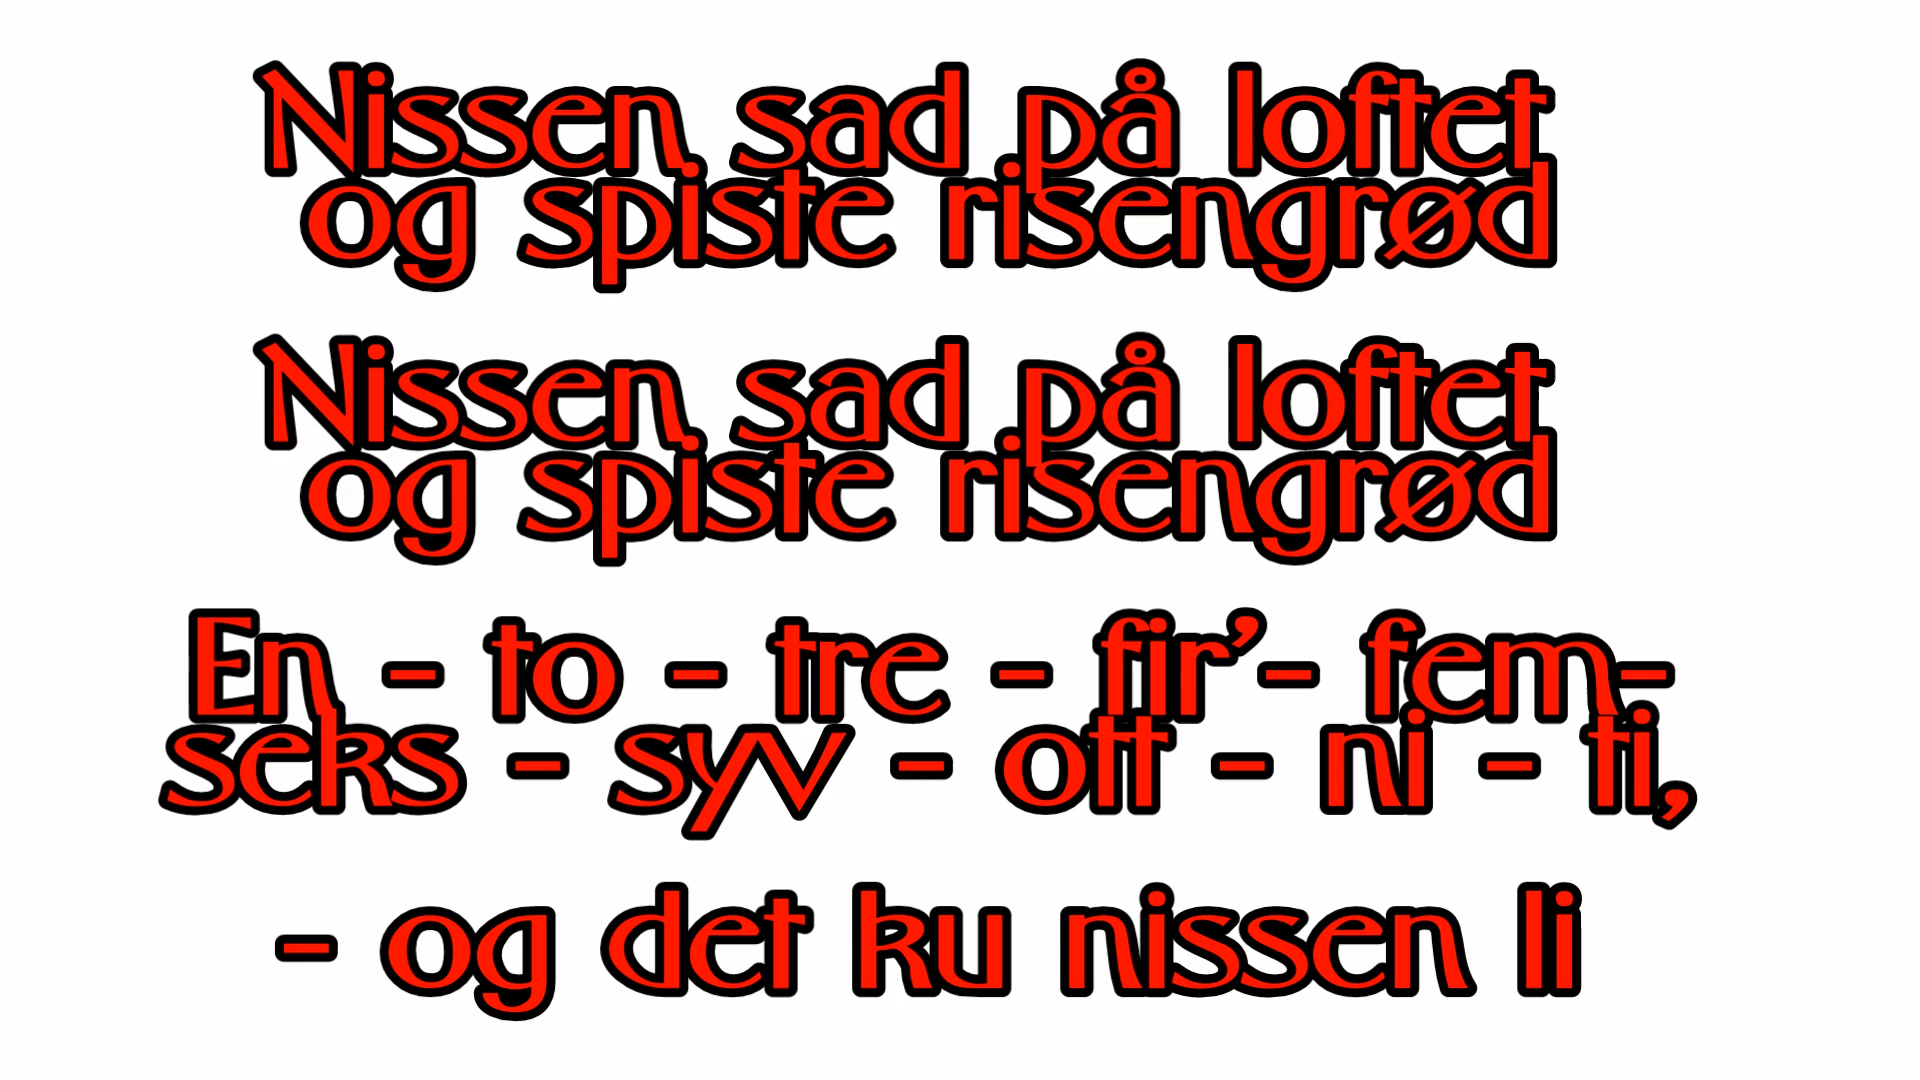 Nissen sad på loftet
og spiste risengrød
Nissen sad på loftet
og spiste risengrød
En - to - tre - fir’- fem-
seks - syv - ott - ni - ti,
- og det ku nissen li